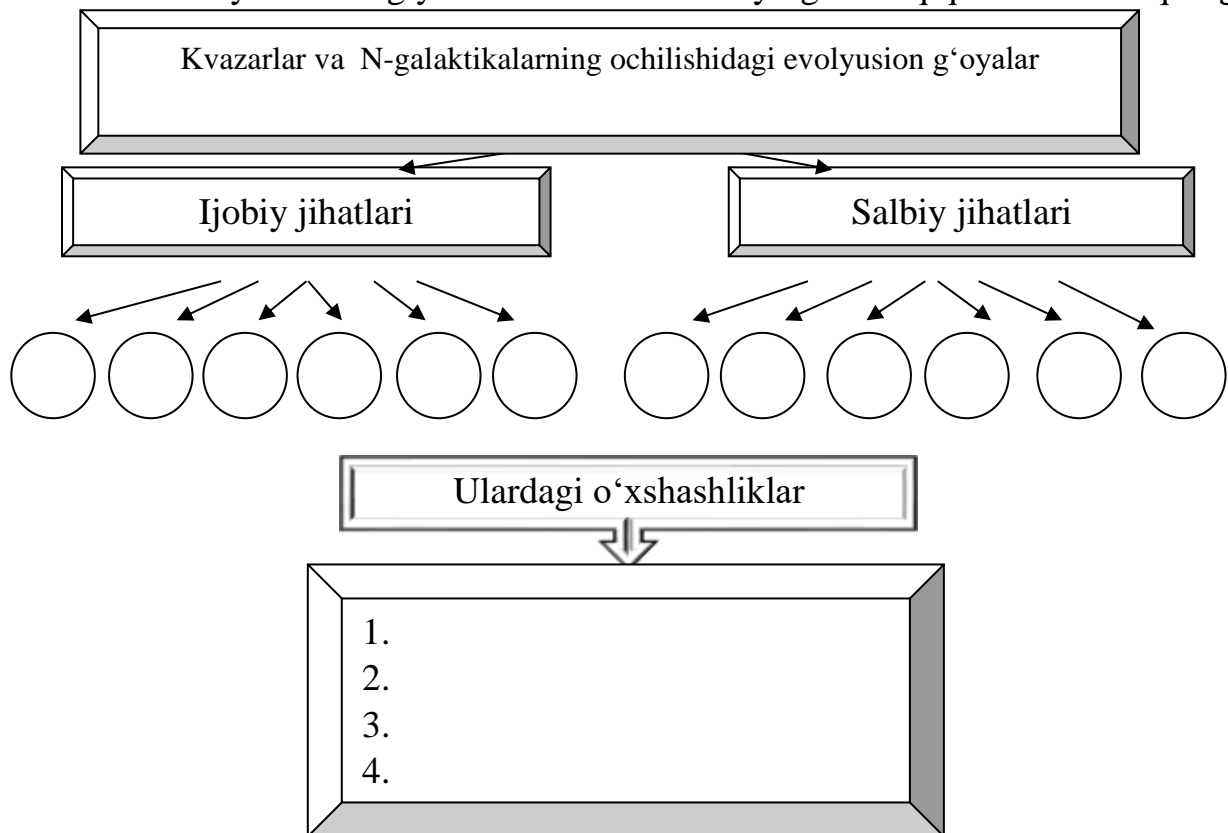 Kvazarlar va N-galaktikalarning ochilishidagi evolyusion g‘oyalar
Ijobiy jihatlari
Salbiy jihatlari
Ulardagi o‘xshashliklar
1.
2.
3.
4.